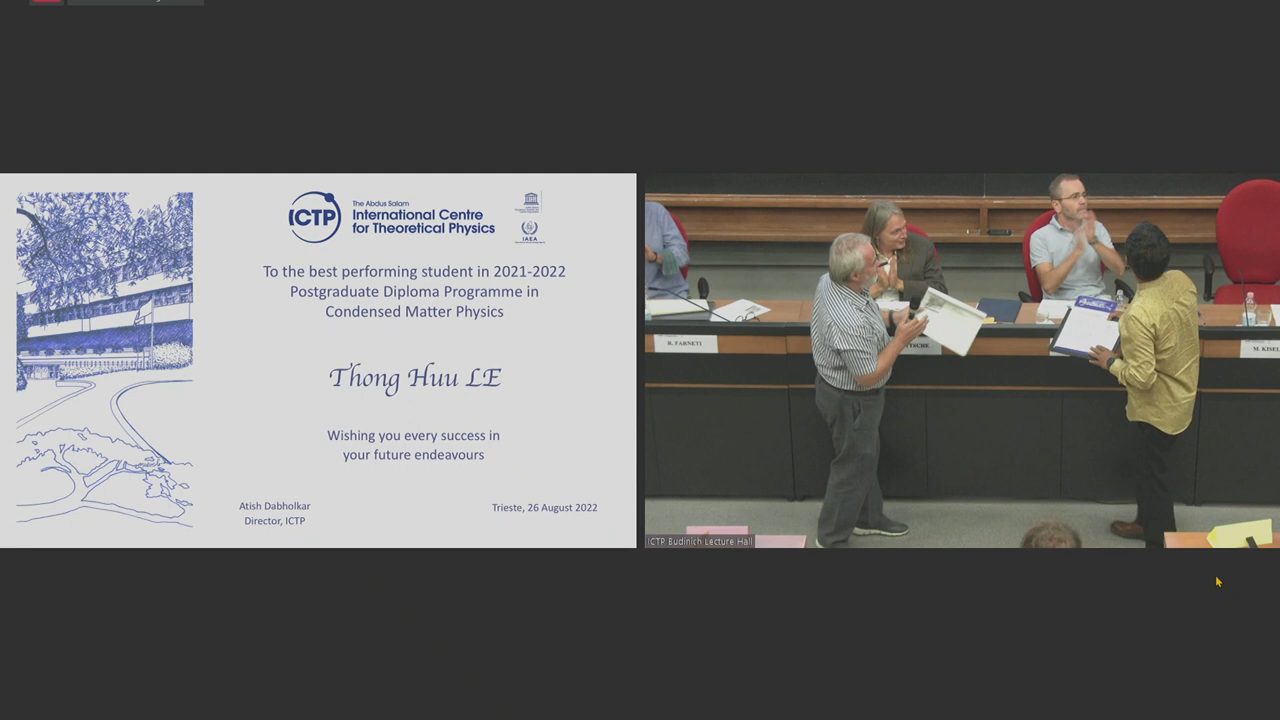 ICTP
The Abdus Salam
International Centre
for Theoretical Physics
IAEA
To the best performing student in 2021-2022
Postgraduate Diploma Programme in
Condensed Matter Physics
Thong Huu LE
Wishing you every success in
your future endeavours
Atish Dabholkar
Director, ICTP
Trieste, 26 August 2022
R. FARNETI
M. KISEL
ICTP Budinich Lecture Hall